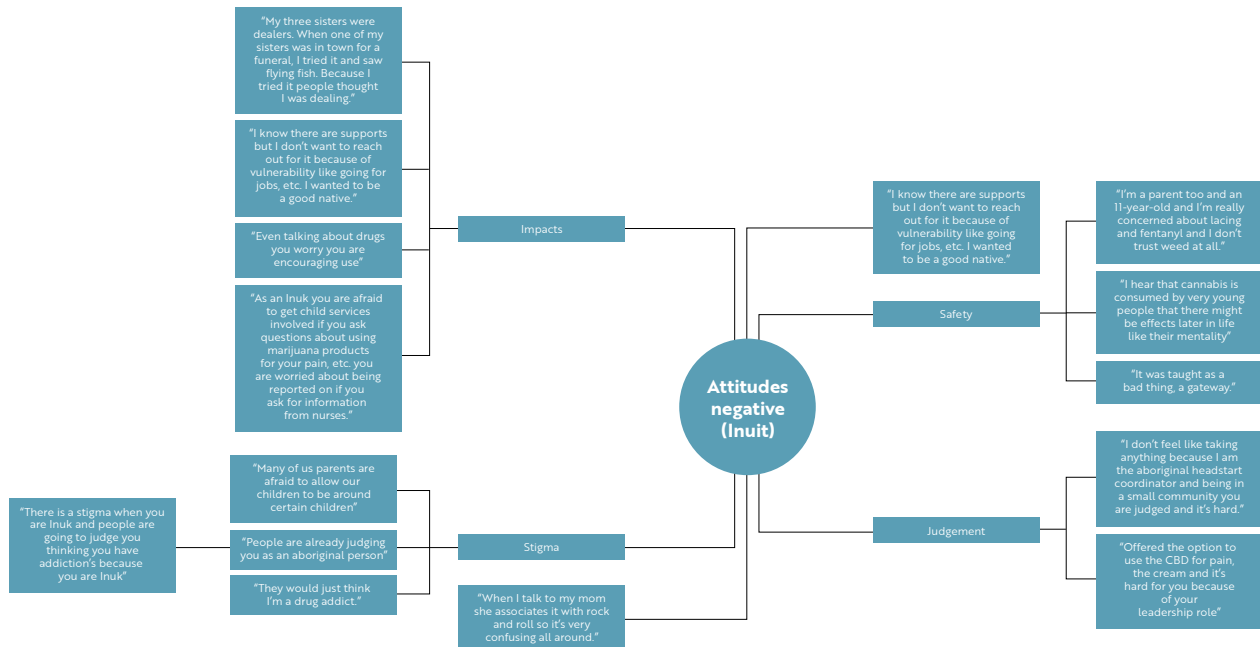 “My three sisters were
dealers. When one of my
sisters was in town for a
funeral, I tried it and saw
flying fish. Because I
tried it people thought
I was dealing.”
“I know there are supports
but I don’t want to reach
out for it because of
vulnerability like going for
jobs, etc. I wanted to be
a good native.”
“Even talking about drugs
you worry you are
encouraging use”
“As an Inuk you are afraid
to get child services
involved if you ask
questions about using
marijuana products
for your pain, etc. you
are worried about being
reported on if you
ask for information
from nurses.”
Impacts
“Many of us parents are
afraid to allow our
children to be around
certain children”
“People are already judging
you as an aboriginal person”
“They would just think
I’m a drug addict.”
“There is a stigma when you
are Inuk and people are
going to judge you
thinking you have
addiction’s because
you are Inuk”
Stigma
“When I talk to my mom
she associates it with rock
and roll so it’s very
confusing all around.”
Attitudes
negative
(Inuit)
“I know there are supports
but I don’t want to reach
out for it because of
vulnerability like going
for jobs, etc. I wanted
to be a good native.”
Safety
“I’m a parent too and an
11-year-old and I’m really
concerned about lacing
and fentanyl and I don’t
trust weed at all.”
“I hear that cannabis is
consumed by very young
people that there might
be effects later in life
like their mentality”
“It was taught as a
bad thing, a gateway.”
Judgement
“I don’t feel like taking
anything because I am
the aboriginal headstart
coordinator and being in
a small community you
are judged and it’s hard.”
“Offered the option to
use the CBD for pain,
the cream and it’s
hard for you because
of your
leadership role”